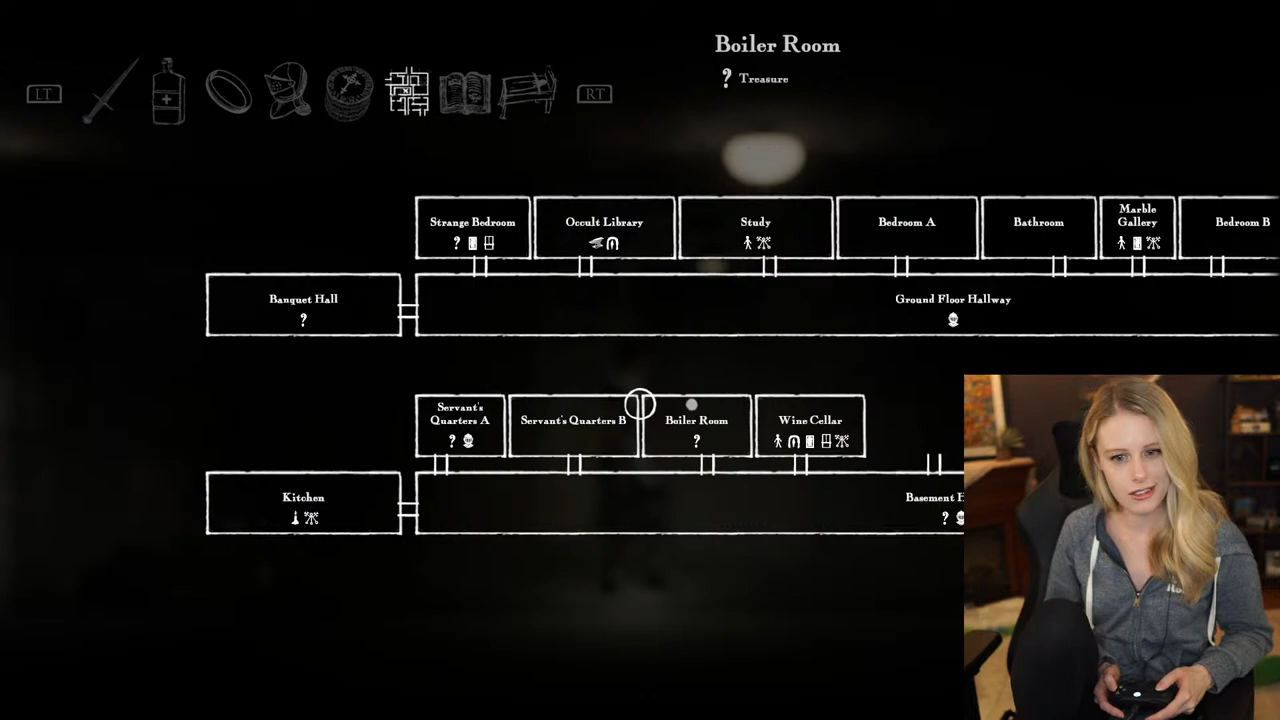 Boiler Room
? Treasure
LT
RT
Strange Bedroom
?
Occult Library
Study
Bedroom A
Bathroom
Marble
Gallery
Bedroom B
Banquet Hall
?
Ground Floor Hallway
Servant's
Quarters A
?
Servant's Quarters B
Boiler Room
?
Wine Cellar
Kitchen
Basement H
?